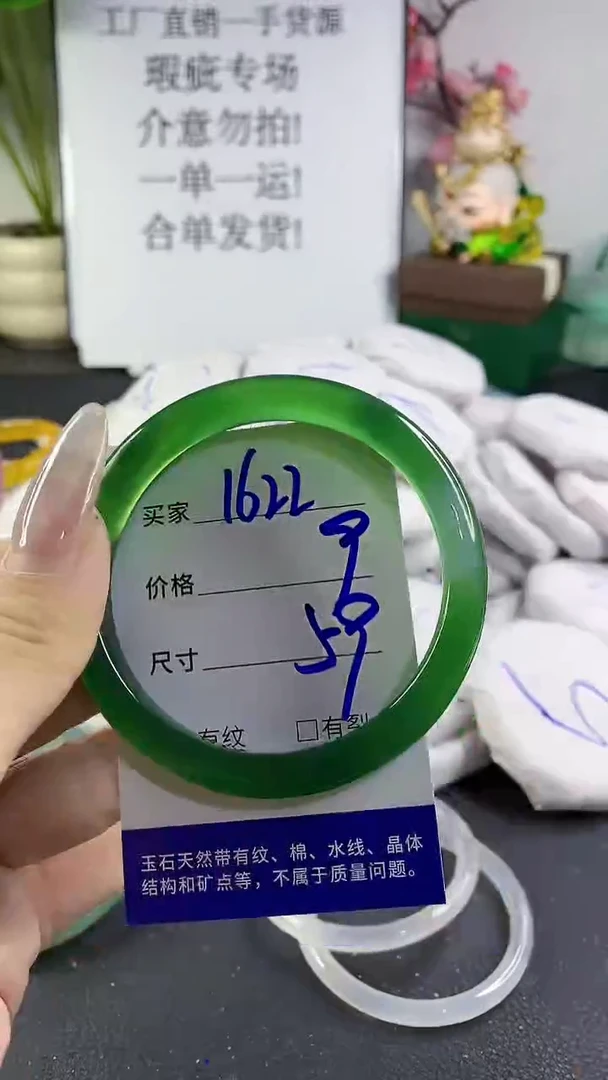 工厂直销一手货源
瑕疵专场
介意勿拍!
一单一运!
合单发货!
买家 1622
价格 9
尺寸 59
有纹 □有裂
玉石天然带有纹、棉、水线、晶体
结构和矿点等，不属于质量问题。